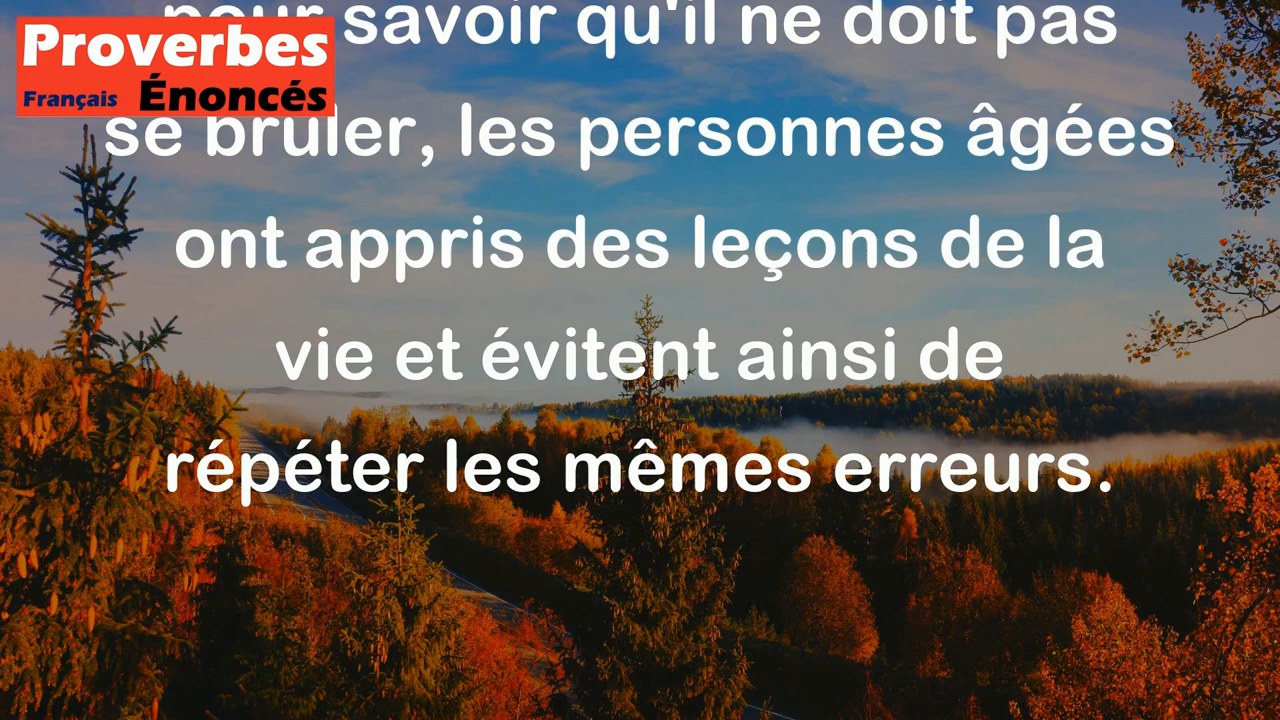 Proverbes
Français Énoncés
pour savoir qu'il ne doit pas
se brûler, les personnes âgées
ont appris des leçons de la
vie et évitent ainsi de
répéter les mêmes erreurs.